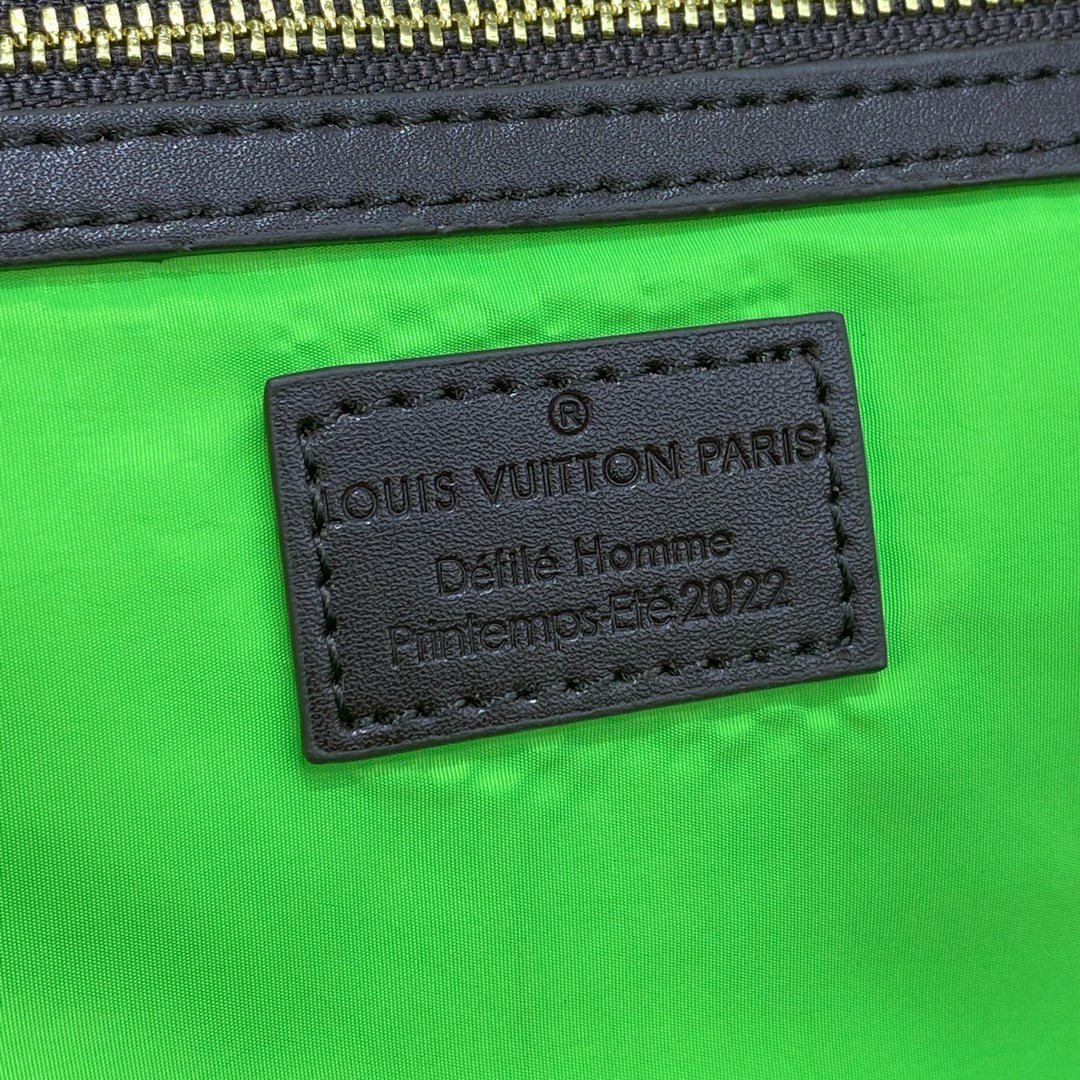 ®
LOUIS VUITTON PARIS
Défilé Homme
Printemps-Eté 2022